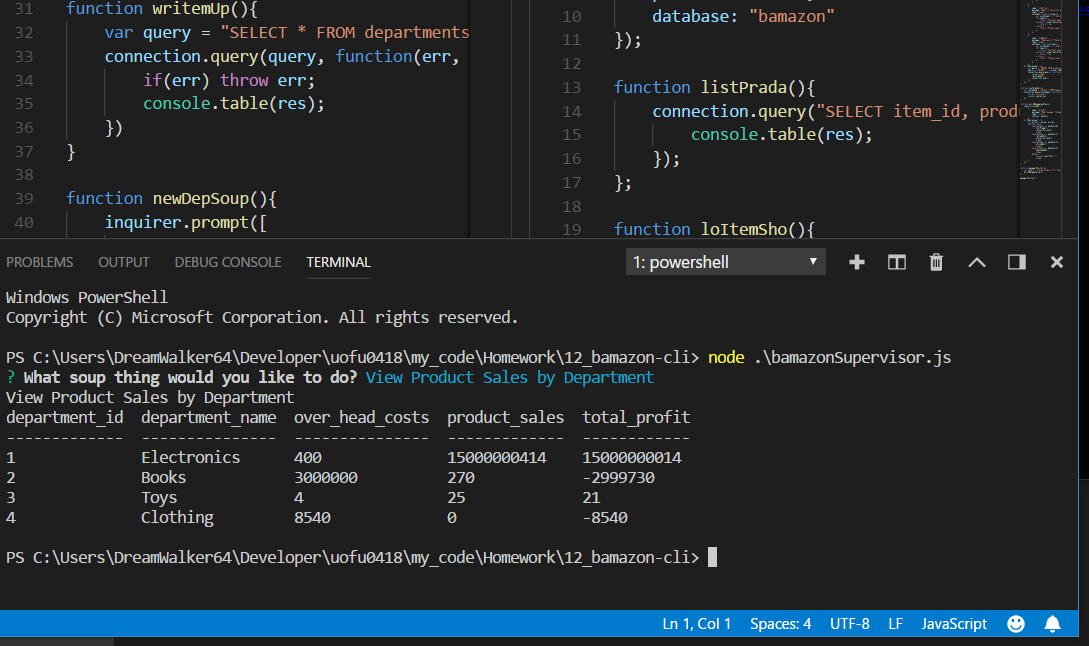 31 function writemUp(){
32 var query = "SELECT * FROM departments
33 connection.query(query, function(err,
34 if(err) throw err;
35 console.table(res);
36 })
37 }
38
39 function newDepSoup(){
40 inquirer.prompt([
10 database: "bamazon"
11 });
12
13 function listPrada(){
14 connection.query("SELECT item_id, prod
15 console.table(res);
16 });
17 };
18
19 function loItemSho(){
PROBLEMS OUTPUT DEBUG CONSOLE TERMINAL 1: powershell
Windows PowerShell
Copyright (C) Microsoft Corporation. All rights reserved.
PS C:\Users\DreamWalker64\Developer\uofu0418\my_code\Homework\12_bamazon-cli> node .\bamazonSupervisor.js
? What soup thing would you like to do? View Product Sales by Department
View Product Sales by Department
department_id department_name over_head_costs product_sales total_profit
------------- --------------- --------------- ------------- ------------
1 Electronics 400 15000000414 15000000014
2 Books 3000000 270 -2999730
3 Toys 4 25 21
4 Clothing 8540 0 -8540
PS C:\Users\DreamWalker64\Developer\uofu0418\my_code\Homework\12_bamazon-cli>
Ln 1, Col 1 Spaces: 4 UTF-8 LF JavaScript